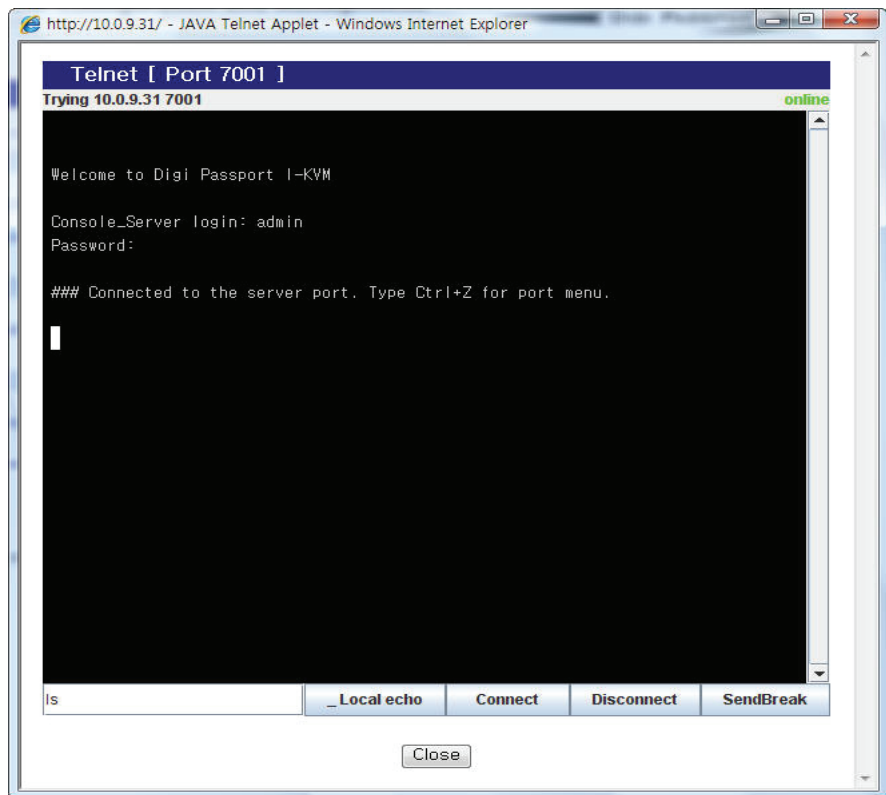 http://10.0.9.31/ - JAVA Telnet Applet - Windows Internet Explorer
Telnet [ Port 7001 ]
Trying 10.0.9.31 7001 online
Welcome to Digi Passport I-KVM
Console_Server login: admin
Password:
### Connected to the server port. Type Ctrl+Z for port menu.
ls
_ Local echo Connect Disconnect SendBreak
Close